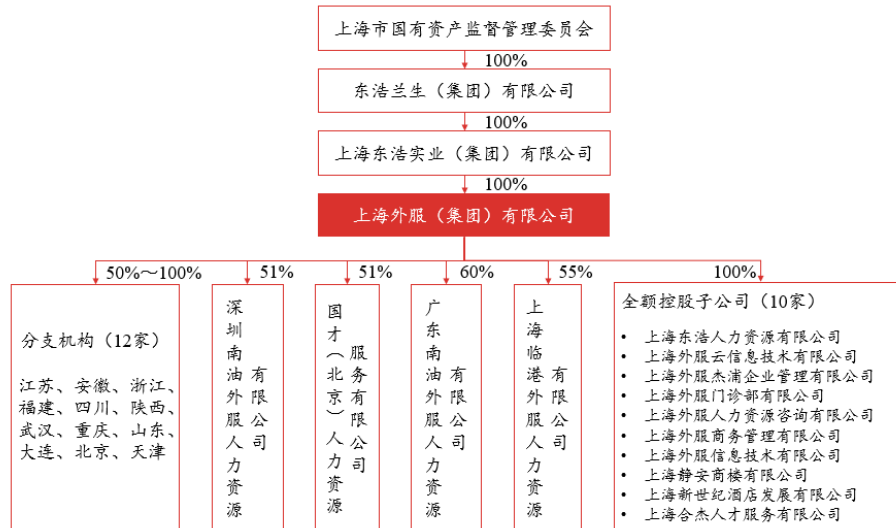 上海市国有资产监督管理委员会
100%
东浩兰生（集团）有限公司
100%
上海东浩实业（集团）有限公司
100%
上海外服（集团）有限公司
50%～100%
51%
51%
60%
55%
100%
分支机构（12家）
江苏、安徽、浙江、
福建、四川、陕西、
武汉、重庆、山东、
大连、北京、天津
深圳南油外服人力资源
有限公司
国才（北京）人力资源
服务有限公司
广东南油外服人力资源
有限公司
上海临港外服人力资源
有限公司
全额控股子公司（10家）
• 上海东浩人力资源有限公司
• 上海外服云信息技术有限公司
• 上海外服杰浦企业管理有限公司
• 上海外服门诊部有限公司
• 上海外服人力资源咨询有限公司
• 上海外服商务管理有限公司
• 上海外服信息技术有限公司
• 上海静安商楼有限公司
• 上海新世纪酒店发展有限公司
• 上海合杰人才服务有限公司